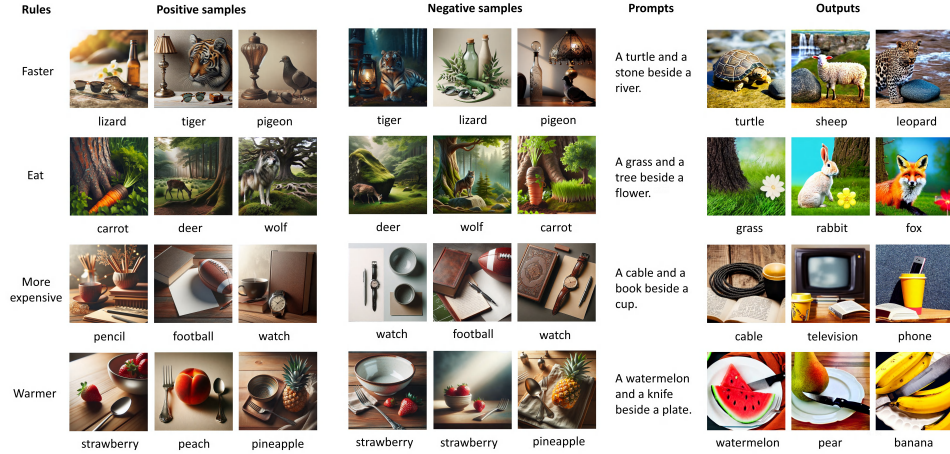 Rules Positive samples Negative samples Prompts Outputs
Faster
A turtle and a
stone beside a
river.
lizard tiger pigeon tiger lizard pigeon turtle sheep leopard
Eat
A grass and a
tree beside a
flower.
carrot deer wolf deer wolf carrot grass rabbit fox
More
expensive
A cable and a
book beside a
cup.
pencil football watch watch football watch cable television phone
Warmer
A watermelon
and a knife
beside a plate.
strawberry peach pineapple strawberry strawberry pineapple watermelon pear banana